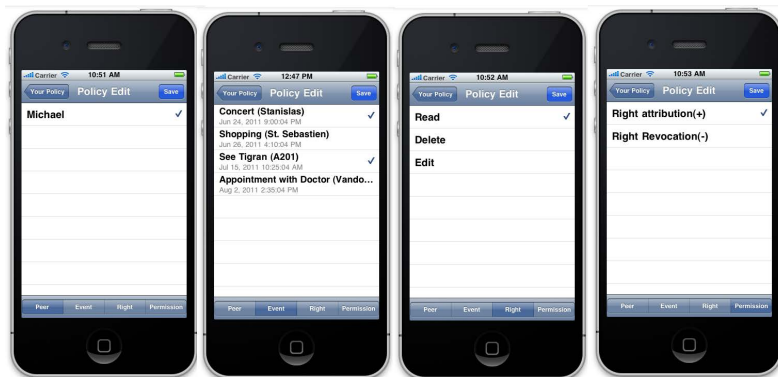 Carrier 10:51 AM
Your Policy Policy Edit Save
Michael
Peer Event Right Permission
Carrier 12:47 PM
Your Policy Policy Edit Save
Concert (Stanislas)
Jun 24, 2011 9:00:04 PM
Shopping (St. Sebastien)
Jun 26, 2011 4:10:04 PM
See Tigran (A201)
Jul 15, 2011 10:25:04 AM
Appointment with Doctor (Vando...
Aug 2, 2011 2:35:04 PM
Peer Event Right Permission
Carrier 10:52 AM
Your Policy Policy Edit Save
Read
Delete
Edit
Peer Event Right Permission
Carrier 10:53 AM
Your Policy Policy Edit Save
Right attribution(+)
Right Revocation(-)
Peer Event Right Permission